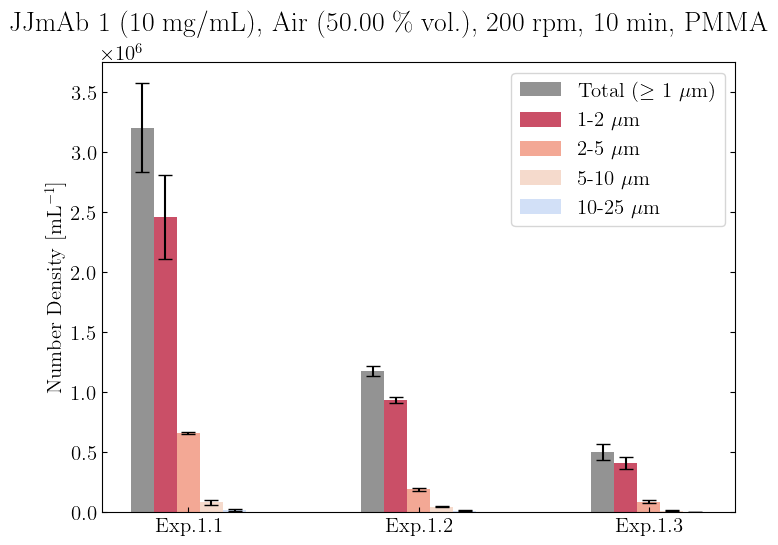 JJmAb 1 (10 mg/mL), Air (50.00 % vol.), 200 rpm, 10 min, PMMA
×10⁶
3.5
3.0
2.5
2.0
1.5
1.0
0.5
0.0
Number Density [mL⁻¹]
Total (≥ 1 μm)
1-2 μm
2-5 μm
5-10 μm
10-25 μm
Exp.1.1 Exp.1.2 Exp.1.3